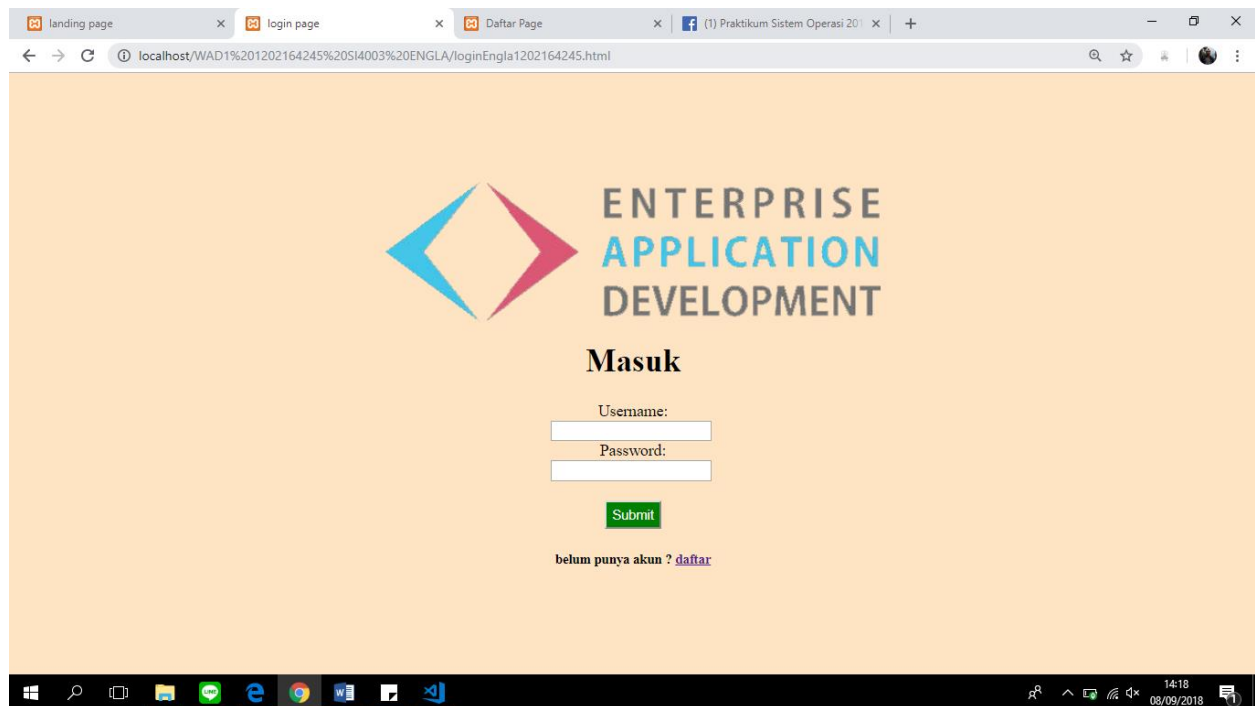 landing page
login page
Daftar Page
(1) Praktikum Sistem Operasi 201
localhost/WAD1%201202164245%20SI4003%20ENGLA/loginEngla1202164245.html
ENTERPRISE
APPLICATION
DEVELOPMENT
Masuk
Username:
Password:
Submit
belum punya akun ? daftar
14:18
08/09/2018